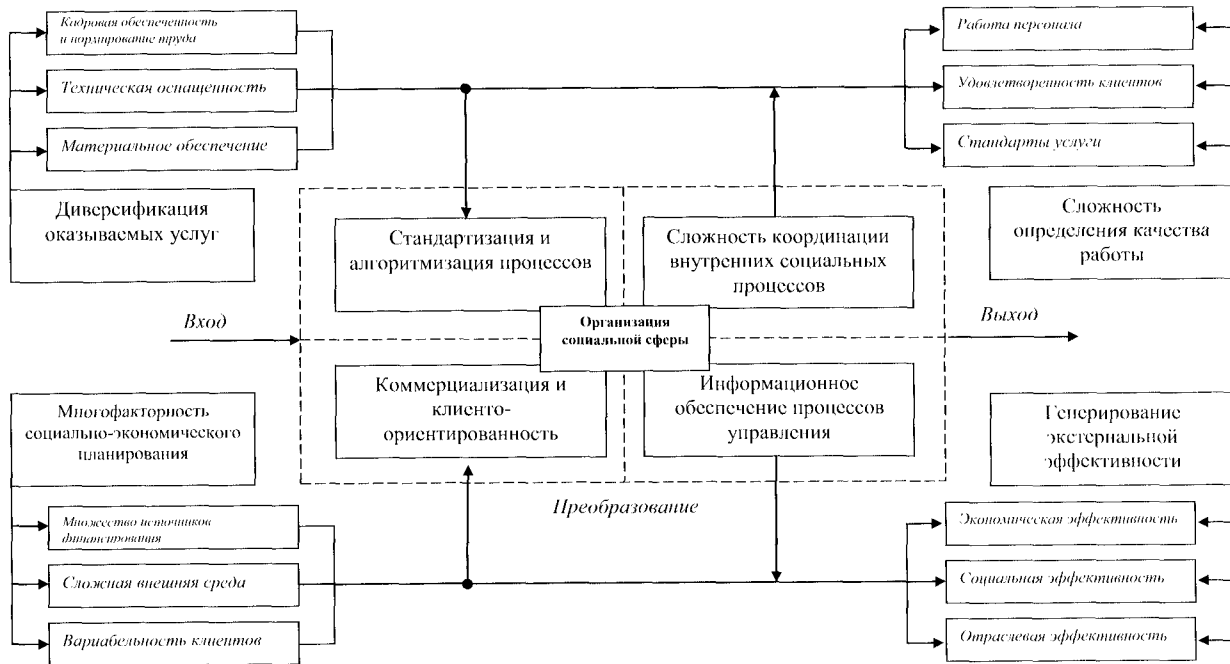 Кадровая обеспеченность
и нормирование труда
Техническая оснащенность
Материальное обеспечение
Диверсификация
оказываемых услуг
Работа персонала
Удовлетворенность клиентов
Стандарты услуги
Сложность
определения качества
работы
Стандартизация и
алгоритмизация процессов
Сложность координации
внутренних социальных
процессов
Вход
Организация
социальной сферы
Выход
Коммерциализация и
клиенто-
ориентированность
Информационное
обеспечение процессов
управления
Преобразование
Многофакторность
социально-экономического
планирования
Множество источников
финансирования
Сложная внешняя среда
Вариабельность клиентов
Генерирование
экстернальной
эффективности
Экономическая эффективность
Социальная эффективность
Отраслевая эффективность